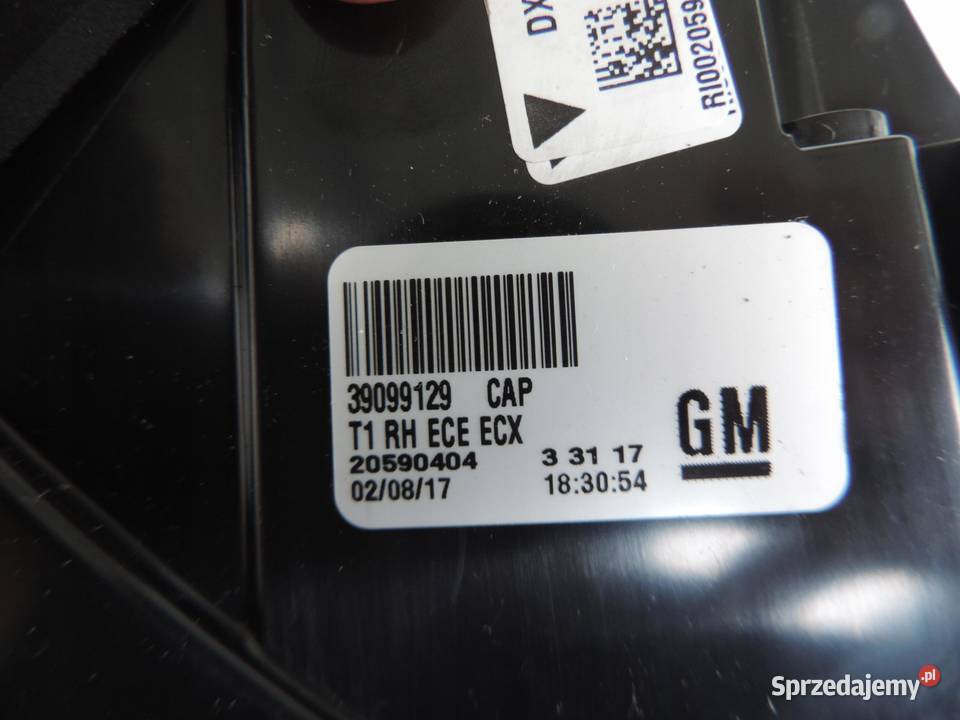 DX
RI002059
39099129 CAP
T1 RH ECE ECX
20590404 3 31 17
02/08/17 18:30:54
GM
Sprzedajemy.pl